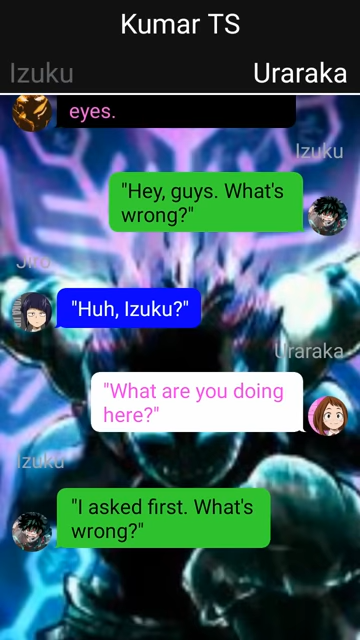 Kumar TS
Izuku
Uraraka
eyes.
Izuku
"Hey, guys. What's
wrong?"
Jiro
"Huh, Izuku?"
Uraraka
"What are you doing
here?"
Izuku
"I asked first. What's
wrong?"